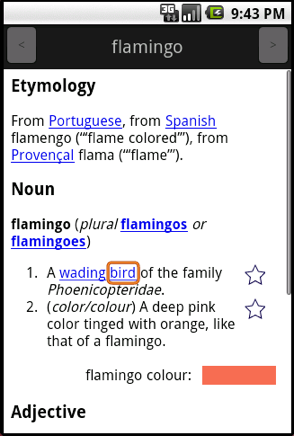 3G 9:43 PM
< flamingo >
Etymology
From Portuguese, from Spanish
flamengo (“‘flame colored’”), from
Provençal flama (“‘flame’”).
Noun
flamingo (plural flamingos or
flamingoes)
1. A wading bird of the family
Phoenicopteridae.
2. (color/colour) A deep pink
color tinged with orange, like
that of a flamingo.
flamingo colour:
Adjective